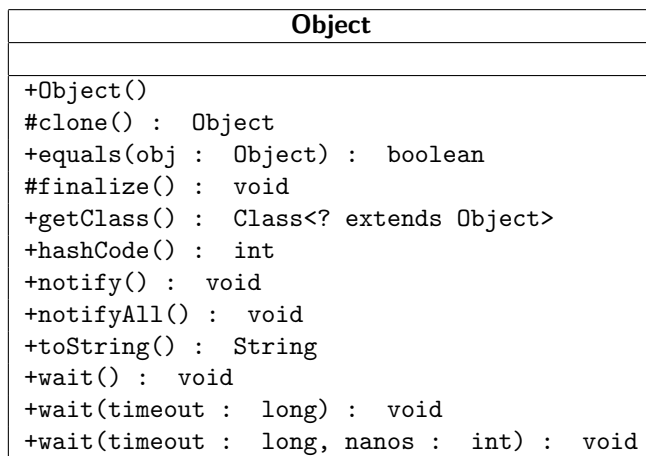 Object
+Object()
#clone() : Object
+equals(obj : Object) : boolean
#finalize() : void
+getClass() : Class<? extends Object>
+hashCode() : int
+notify() : void
+notifyAll() : void
+toString() : String
+wait() : void
+wait(timeout : long) : void
+wait(timeout : long, nanos : int) : void